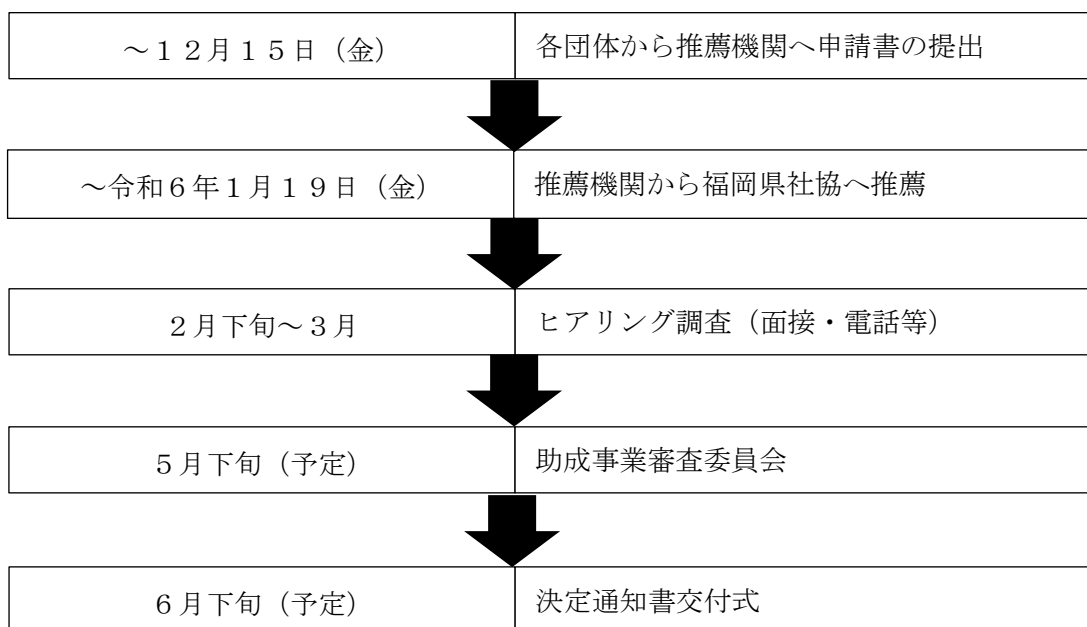 ～１２月１５日（金） 各団体から推薦機関へ申請書の提出
～令和６年１月１９日（金） 推薦機関から福岡県社協へ推薦
２月下旬～３月 ヒアリング調査（面接・電話等）
５月下旬（予定） 助成事業審査委員会
６月下旬（予定） 決定通知書交付式